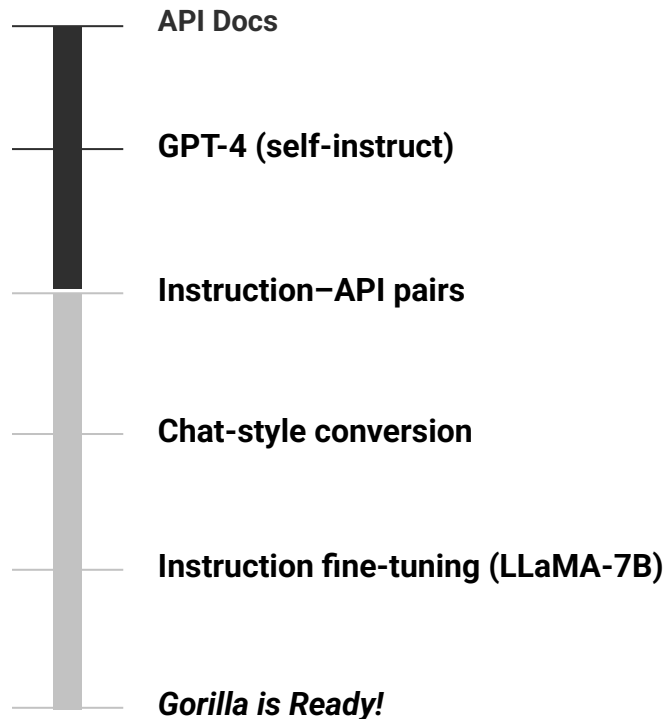 API Docs
GPT-4 (self-instruct)
Instruction–API pairs
Chat-style conversion
Instruction fine-tuning (LLaMA-7B)
Gorilla is Ready!